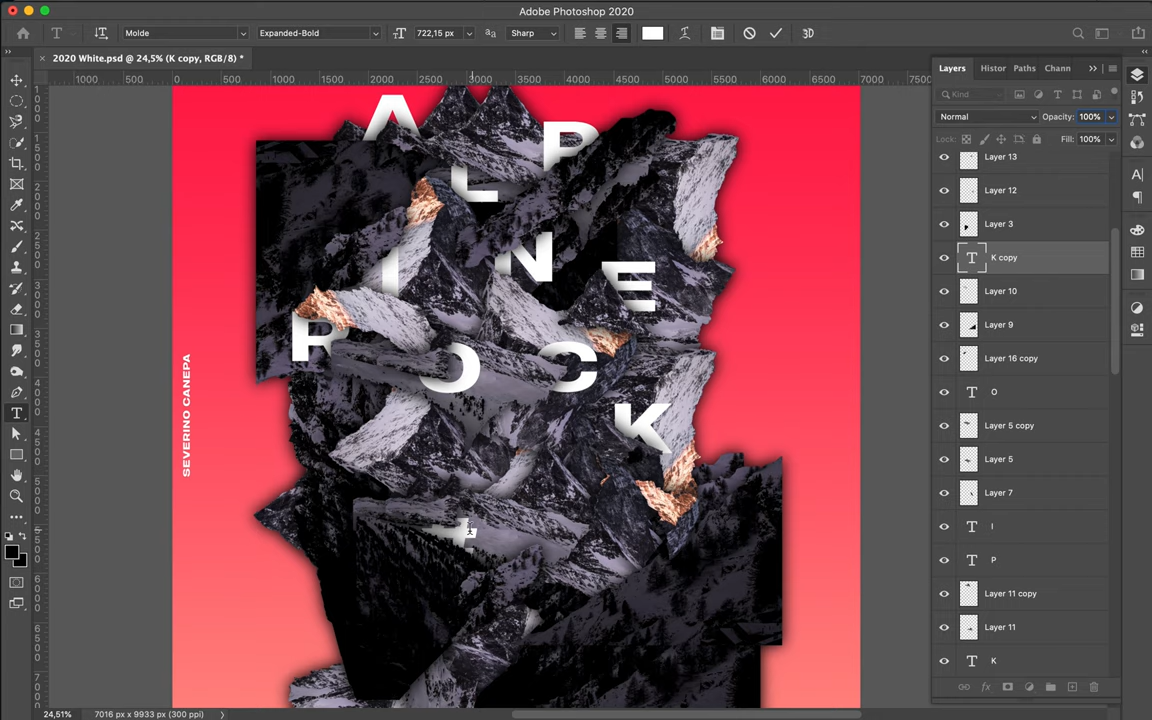 Adobe Photoshop 2020
T Molde Expanded-Bold 722,15 px aa Sharp 3D
× 2020 White.psd @ 24,5% (K copy, RGB/8) *
1000 500 0 500 1000 1500 2000 2500 3000 3500 4000 4500 5000 5500 6000 6500 7000 7500
Layers Histor Paths Chann
Kind
Normal Opacity: 100%
Lock: Fill: 100%
Layer 13
Layer 12
Layer 3
T K copy
Layer 10
Layer 9
Layer 16 copy
T O
Layer 5 copy
Layer 5
Layer 7
T I
T P
Layer 11 copy
Layer 11
T K
fx
A
P
L
N
I
E
R
O
C
K
SEVERINO CANEPA
24,51% 7016 px x 9933 px (300 ppi)